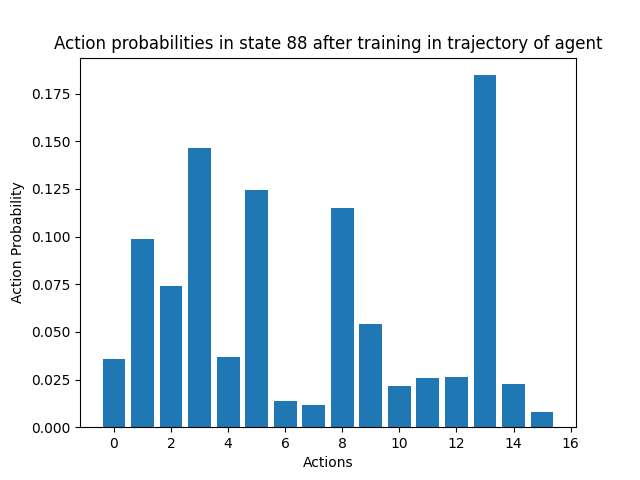 Action probabilities in state 88 after training in trajectory of agent
0.175
0.150
0.125
0.100
0.075
0.050
0.025
0.000
Action Probability
0 2 4 6 8 10 12 14 16
Actions